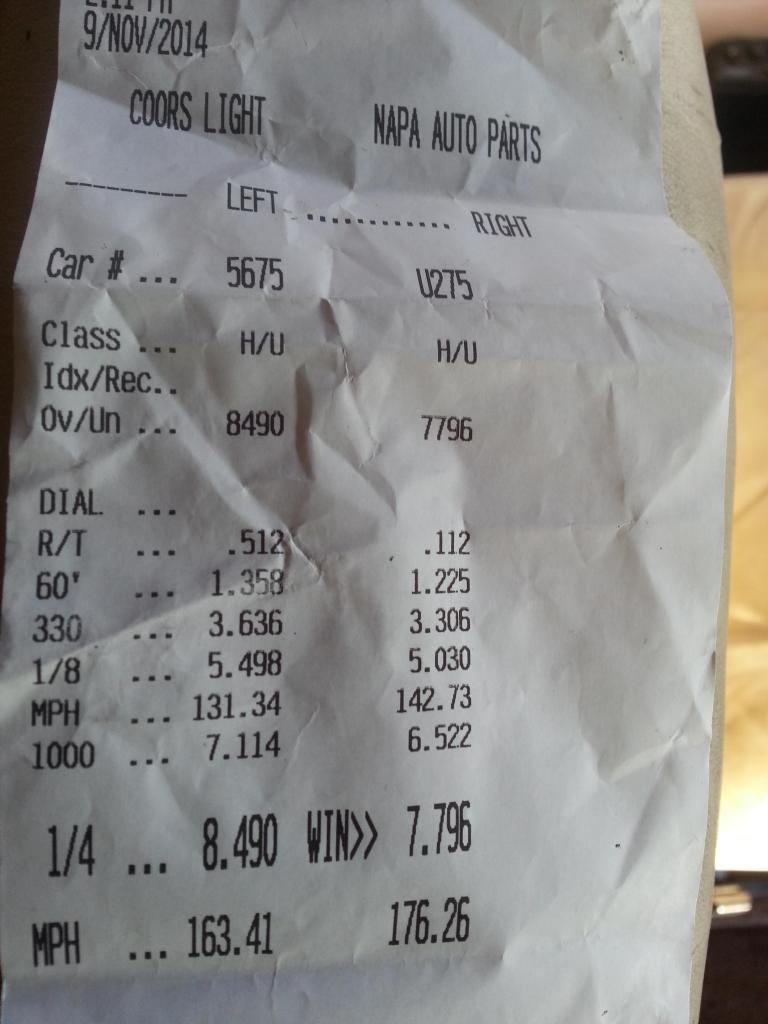 2:11 PM
9/NOV/2014
COORS LIGHT NAPA AUTO PARTS
--------- LEFT ............ RIGHT
Car # ... 5675 U275
Class ... H/U H/U
Idx/Rec..
Ov/Un ... 8490 7796
DIAL ...
R/T ... .512 .112
60' ... 1.358 1.225
330 ... 3.636 3.306
1/8 ... 5.498 5.030
MPH ... 131.34 142.73
1000 ... 7.114 6.522
1/4 ... 8.490 WIN>> 7.796
MPH ... 163.41 176.26